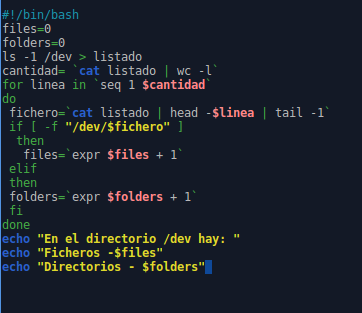 #!/bin/bash
files=0
folders=0
ls -1 /dev > listado
cantidad= `cat listado | wc -l`
for linea in `seq 1 $cantidad`
do
fichero=`cat listado | head -$linea | tail -1`
if [ -f "/dev/$fichero" ]
then
files=`expr $files + 1`
elif
then
folders=`expr $folders + 1`
fi
done
echo "En el directorio /dev hay: "
echo "Ficheros -$files"
echo "Directorios - $folders"